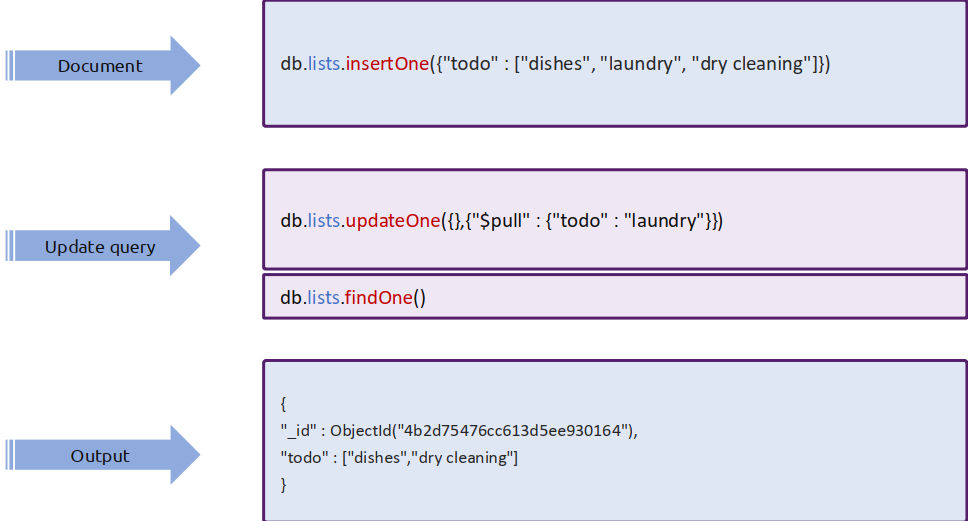 Document
db.lists.insertOne({"todo" : ["dishes", "laundry", "dry cleaning"]})
Update query
db.lists.updateOne({},{"$pull" : {"todo" : "laundry"}})
db.lists.findOne()
Output
{
"_id" : ObjectId("4b2d75476cc613d5ee930164"),
"todo" : ["dishes","dry cleaning"]
}